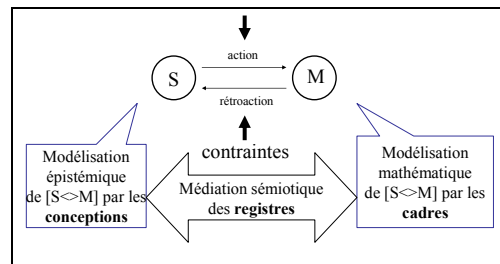 action
S
M
rétroaction
contraintes
Modélisation
épistémique
de [S<>M] par les
conceptions
Médiation sémiotique
des registres
Modélisation
mathématique
de [S<>M] par les
cadres